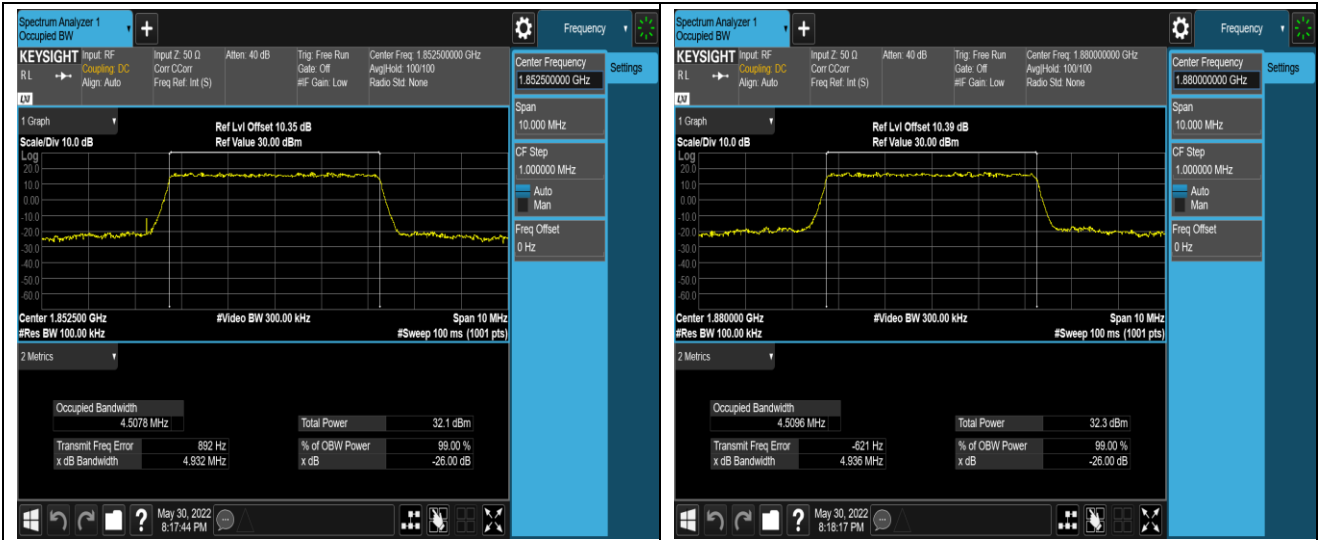 Spectrum Analyzer 1
Occupied BW
Frequency
KEYSIGHT
Input: RF
Coupling: DC
Align: Auto
Input Z: 50 Ω
Corr CCorr
Freq Ref: Int (S)
Atten: 40 dB
Trig: Free Run
Gate: Off
#IF Gain: Low
Center Freq: 1.852500000 GHz
Avg|Hold: 100/100
Radio Std: None
RL
LXI
Center Frequency
1.852500000 GHz
Settings
Span
10.000 MHz
CF Step
1.000000 MHz
Auto
Man
Freq Offset
0 Hz
1 Graph
Ref Lvl Offset 10.35 dB
Scale/Div 10.0 dB
Ref Value 30.00 dBm
Log
20.0
10.0
0.00
-10.0
-20.0
-30.0
-40.0
-50.0
-60.0
Center 1.852500 GHz
#Video BW 300.00 kHz
Span 10 MHz
#Res BW 100.00 kHz
#Sweep 100 ms (1001 pts)
2 Metrics
Occupied Bandwidth
4.5078 MHz
Total Power
32.1 dBm
Transmit Freq Error
892 Hz
% of OBW Power
99.00 %
x dB Bandwidth
4.932 MHz
x dB
-26.00 dB
?
May 30, 2022
8:17:44 PM
Spectrum Analyzer 1
Occupied BW
Frequency
KEYSIGHT
Input: RF
Coupling: DC
Align: Auto
Input Z: 50 Ω
Corr CCorr
Freq Ref: Int (S)
Atten: 40 dB
Trig: Free Run
Gate: Off
#IF Gain: Low
Center Freq: 1.880000000 GHz
Avg|Hold: 100/100
Radio Std: None
RL
LXI
Center Frequency
1.880000000 GHz
Settings
Span
10.000 MHz
CF Step
1.000000 MHz
Auto
Man
Freq Offset
0 Hz
1 Graph
Ref Lvl Offset 10.39 dB
Scale/Div 10.0 dB
Ref Value 30.00 dBm
Log
20.0
10.0
0.00
-10.0
-20.0
-30.0
-40.0
-50.0
-60.0
Center 1.880000 GHz
#Video BW 300.00 kHz
Span 10 MHz
#Res BW 100.00 kHz
#Sweep 100 ms (1001 pts)
2 Metrics
Occupied Bandwidth
4.5096 MHz
Total Power
32.3 dBm
Transmit Freq Error
-621 Hz
% of OBW Power
99.00 %
x dB Bandwidth
4.936 MHz
x dB
-26.00 dB
?
May 30, 2022
8:18:17 PM